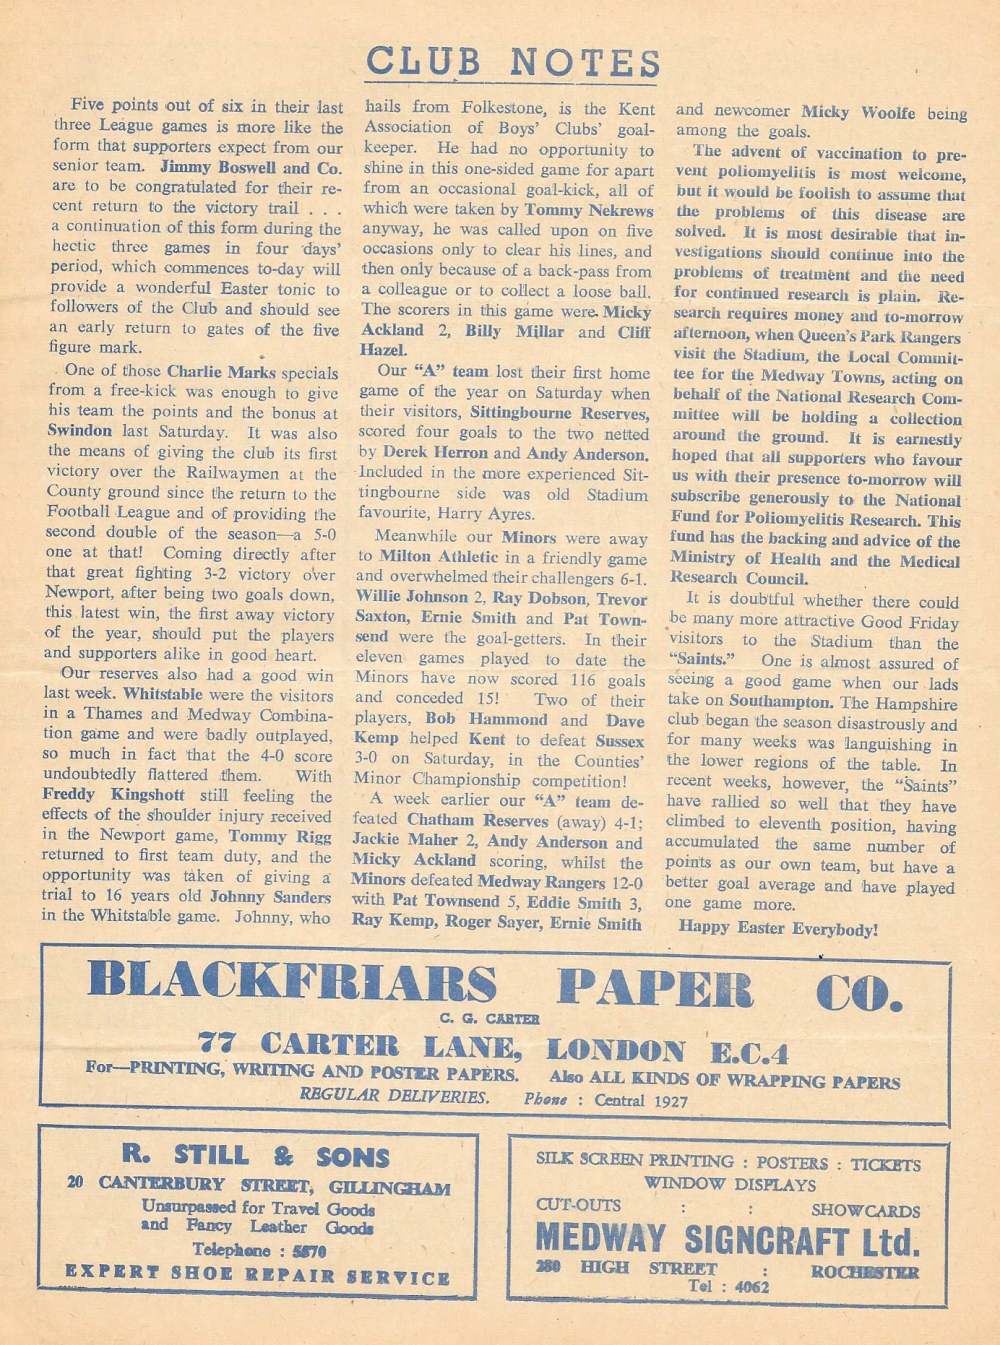 CLUB NOTES
Five points out of six in their last
three League games is more like the
form that supporters expect from our
senior team. Jimmy Boswell and Co.
are to be congratulated for their re-
cent return to the victory trail . . .
a continuation of this form during the
hectic three games in four days'
period, which commences to-day will
provide a wonderful Easter tonic to
followers of the Club and should see
an early return to gates of the five
figure mark.
One of those Charlie Marks specials
from a free-kick was enough to give
his team the points and the bonus at
Swindon last Saturday. It was also
the means of giving the club its first
victory over the Railwaymen at the
County ground since the return to the
Football League and of providing the
second double of the season—a 5-0
one at that! Coming directly after
that great fighting 3-2 victory over
Newport, after being two goals down,
this latest win, the first away victory
of the year, should put the players
and supporters alike in good heart.
Our reserves also had a good win
last week. Whitstable were the visitors
in a Thames and Medway Combina-
tion game and were badly outplayed,
so much in fact that the 4-0 score
undoubtedly flattered them. With
Freddy Kingshott still feeling the
effects of the shoulder injury received
in the Newport game, Tommy Rigg
returned to first team duty, and the
opportunity was taken of giving a
trial to 16 years old Johnny Sanders
in the Whitstable game. Johnny, who
hails from Folkestone, is the Kent
Association of Boys' Clubs' goal-
keeper. He had no opportunity to
shine in this one-sided game for apart
from an occasional goal-kick, all of
which were taken by Tommy Nekrews
anyway, he was called upon on five
occasions only to clear his lines, and
then only because of a back-pass from
a colleague or to collect a loose ball.
The scorers in this game were Micky
Ackland 2, Billy Millar and Cliff
Hazel.
Our "A" team lost their first home
game of the year on Saturday when
their visitors, Sittingbourne Reserves,
scored four goals to the two netted
by Derek Herron and Andy Anderson.
Included in the more experienced Sit-
tingbourne side was old Stadium
favourite, Harry Ayres.
Meanwhile our Minors were away
to Milton Athletic in a friendly game
and overwhelmed their challengers 6-1.
Willie Johnson 2, Ray Dobson, Trevor
Saxton, Ernie Smith and Pat Town-
send were the goal-getters. In their
eleven games played to date the
Minors have now scored 116 goals
and conceded 15! Two of their
players, Bob Hammond and Dave
Kemp helped Kent to defeat Sussex
3-0 on Saturday, in the Counties'
Minor Championship competition!
A week earlier our "A" team de-
feated Chatham Reserves (away) 4-1;
Jackie Maher 2, Andy Anderson and
Micky Ackland scoring, whilst the
Minors defeated Medway Rangers 12-0
with Pat Townsend 5, Eddie Smith 3,
Ray Kemp, Roger Sayer, Ernie Smith
and newcomer Micky Woolfe being
among the goals.
The advent of vaccination to pre-
vent poliomyelitis is most welcome,
but it would be foolish to assume that
the problems of this disease are
solved. It is most desirable that in-
vestigations should continue into the
problems of treatment and the need
for continued research is plain. Re-
search requires money and to-morrow
afternoon, when Queen's Park Rangers
visit the Stadium, the Local Commit-
tee for the Medway Towns, acting on
behalf of the National Research Com-
mittee will be holding a collection
around the ground. It is earnestly
hoped that all supporters who favour
us with their presence to-morrow will
subscribe generously to the National
Fund for Poliomyelitis Research. This
fund has the backing and advice of the
Ministry of Health and the Medical
Research Council.
It is doubtful whether there could
be many more attractive Good Friday
visitors to the Stadium than the
"Saints." One is almost assured of
seeing a good game when our lads
take on Southampton. The Hampshire
club began the season disastrously and
for many weeks was languishing in
the lower regions of the table. In
recent weeks, however, the "Saints"
have rallied so well that they have
climbed to eleventh position, having
accumulated the same number of
points as our own team, but have a
better goal average and have played
one game more.
Happy Easter Everybody!
BLACKFRIARS PAPER CO.
C. G. CARTER
77 CARTER LANE, LONDON E.C.4
For—PRINTING, WRITING AND POSTER PAPERS. Also ALL KINDS OF WRAPPING PAPERS
REGULAR DELIVERIES. Phone : Central 1927
R. STILL & SONS
20 CANTERBURY STREET, GILLINGHAM
Unsurpassed for Travel Goods
and Fancy Leather Goods
Telephone : 5870
EXPERT SHOE REPAIR SERVICE
SILK SCREEN PRINTING : POSTERS : TICKETS
WINDOW DISPLAYS
CUT-OUTS : : SHOWCARDS
MEDWAY SIGNCRAFT Ltd.
280 HIGH STREET : ROCHESTER
Tel : 4062